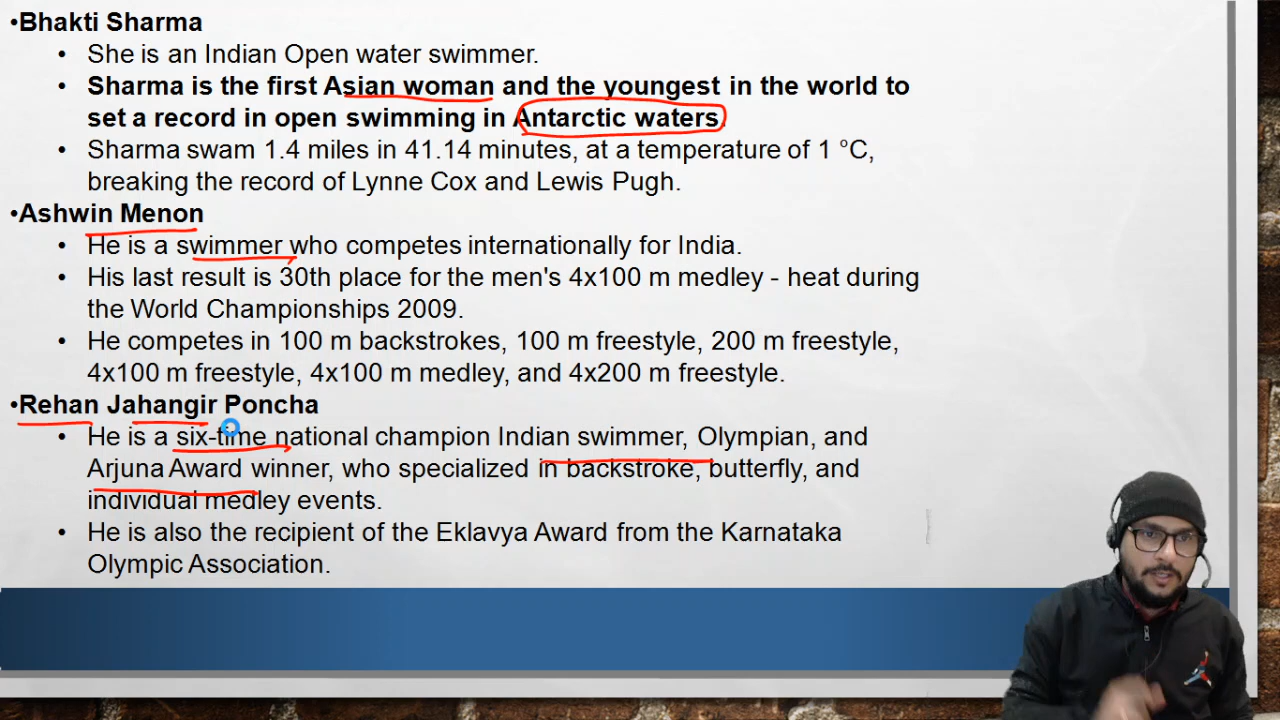 •Bhakti Sharma
• She is an Indian Open water swimmer.
• Sharma is the first Asian woman and the youngest in the world to
set a record in open swimming in Antarctic waters.
• Sharma swam 1.4 miles in 41.14 minutes, at a temperature of 1 °C,
breaking the record of Lynne Cox and Lewis Pugh.
•Ashwin Menon
• He is a swimmer who competes internationally for India.
• His last result is 30th place for the men's 4x100 m medley - heat during
the World Championships 2009.
• He competes in 100 m backstrokes, 100 m freestyle, 200 m freestyle,
4x100 m freestyle, 4x100 m medley, and 4x200 m freestyle.
•Rehan Jahangir Poncha
• He is a six-time national champion Indian swimmer, Olympian, and
Arjuna Award winner, who specialized in backstroke, butterfly, and
individual medley events.
• He is also the recipient of the Eklavya Award from the Karnataka
Olympic Association.